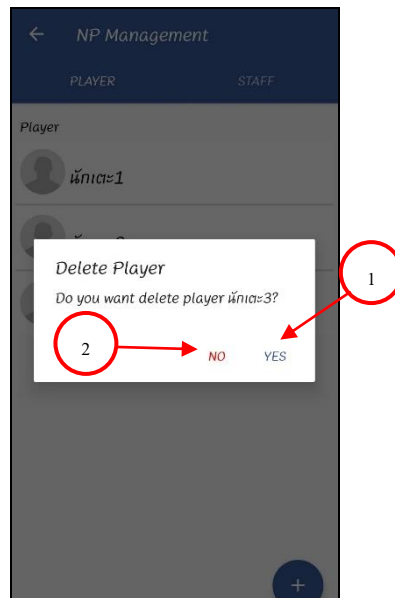 NP Management
PLAYER STAFF
Player
นักเตะ1
Delete Player
Do you want delete player นักเตะ3?
1
2
NO YES
+